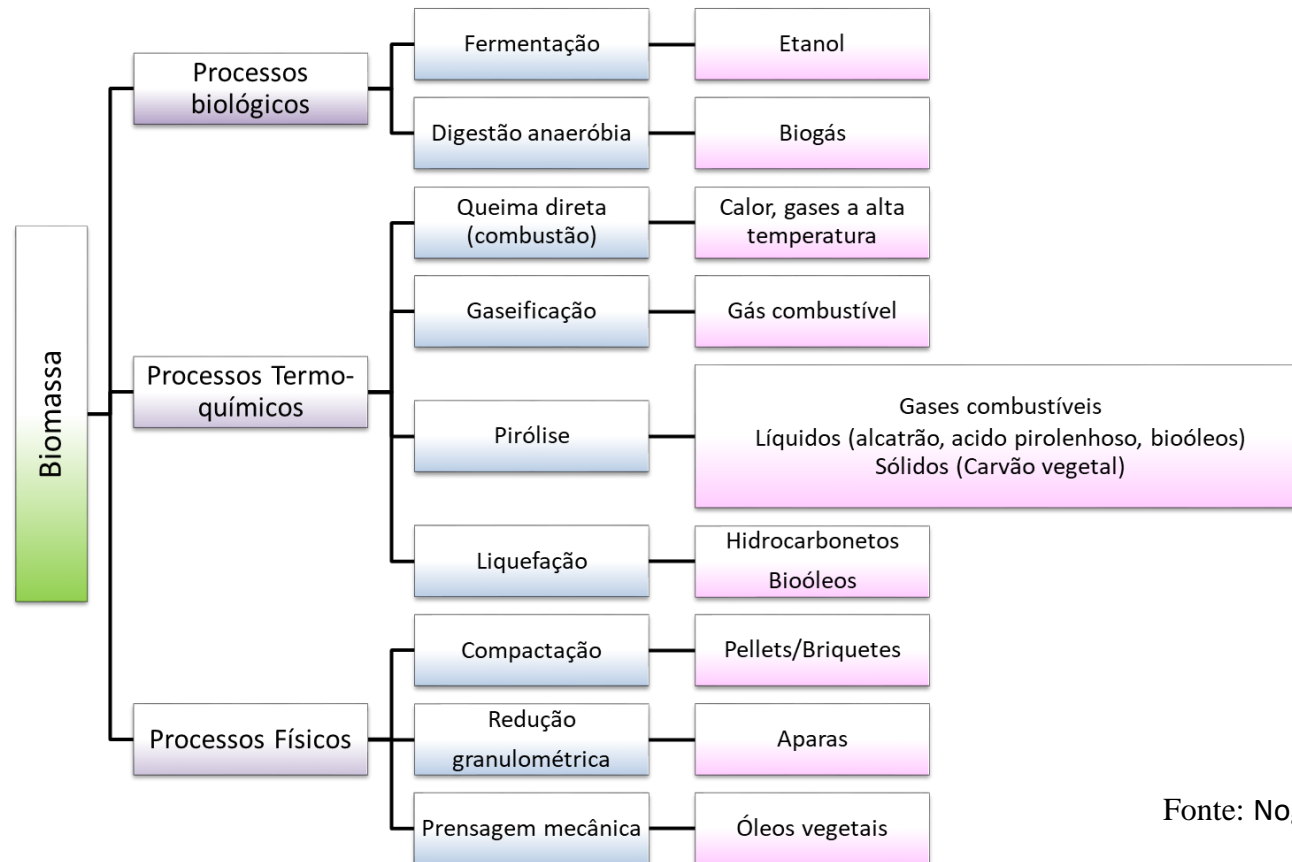 Biomassa
Processos
biológicos
Fermentação
Etanol
Digestão anaeróbia
Biogás
Processos Termo-
químicos
Queima direta
(combustão)
Calor, gases a alta
temperatura
Gaseificação
Gás combustível
Pirólise
Gases combustíveis
Líquidos (alcatrão, acido pirolenhoso, bioóleos)
Sólidos (Carvão vegetal)
Liquefação
Hidrocarbonetos
Bioóleos
Processos Físicos
Compactação
Pellets/Briquetes
Redução
granulométrica
Aparas
Prensagem mecânica
Óleos vegetais
Fonte: